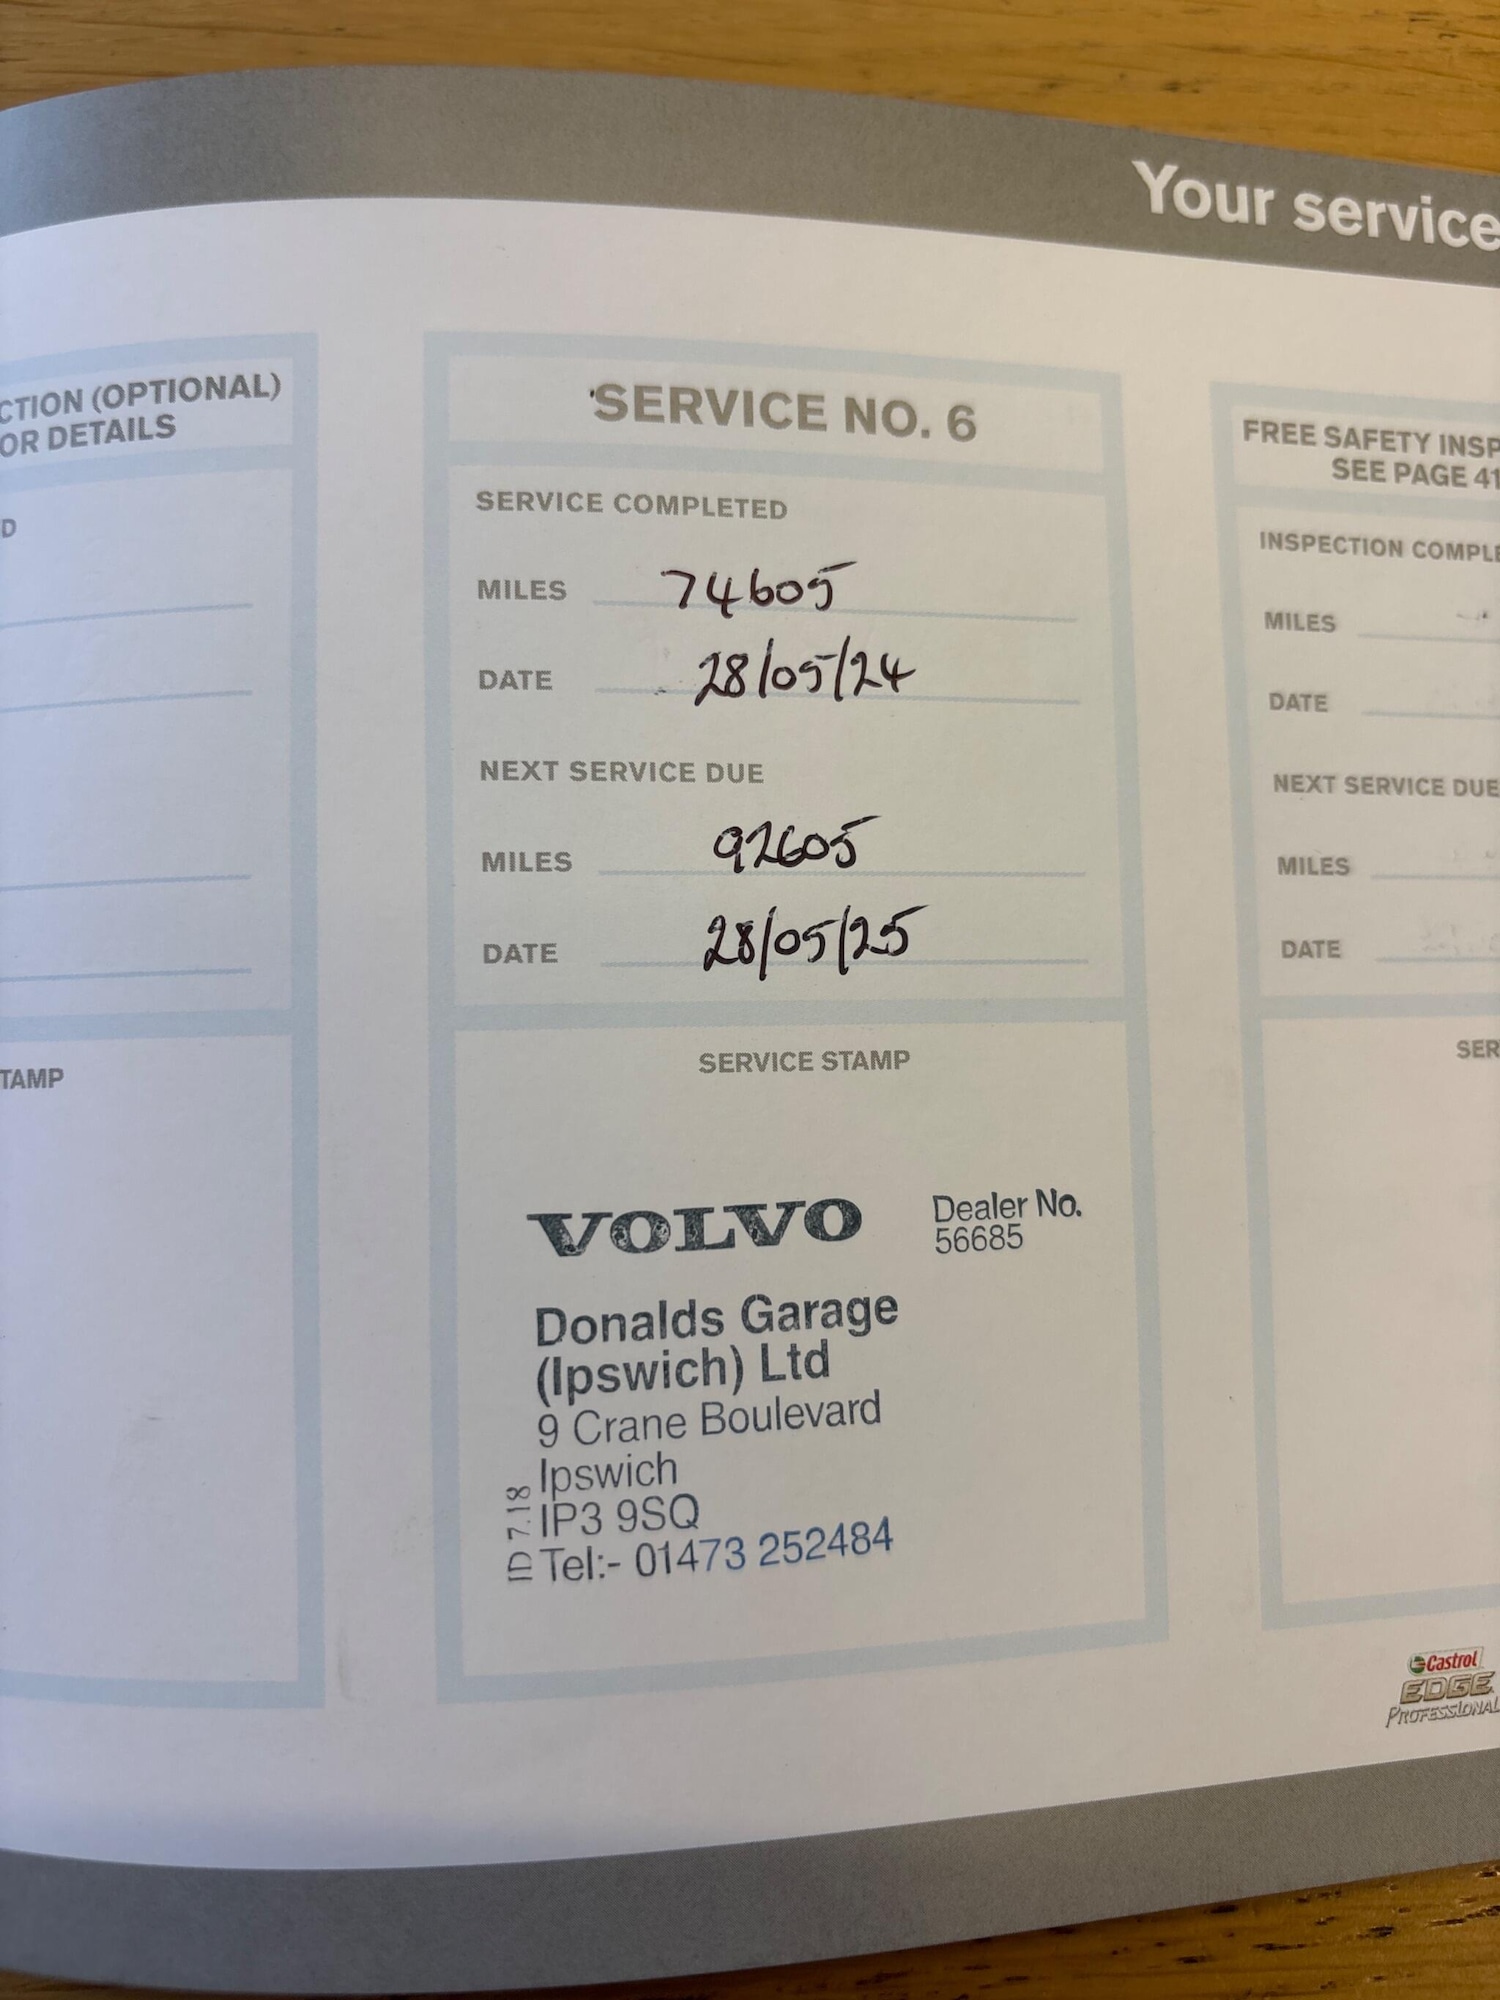 Your service
CTION (OPTIONAL)
OR DETAILS
D
TAMP
SERVICE NO. 6
SERVICE COMPLETED
MILES 74605
DATE 28/05/24
NEXT SERVICE DUE
MILES 92605
DATE 28/05/25
SERVICE STAMP
VOLVO
Dealer No.
56685
Donalds Garage
(Ipswich) Ltd
9 Crane Boulevard
Ipswich
IP3 9SQ
Tel:- 01473 252484
ID 7.18
FREE SAFETY INSP
SEE PAGE 41
INSPECTION COMPLE
MILES
DATE
NEXT SERVICE DUE
MILES
DATE
SER
Castrol
EDGE
PROFESSIONAL